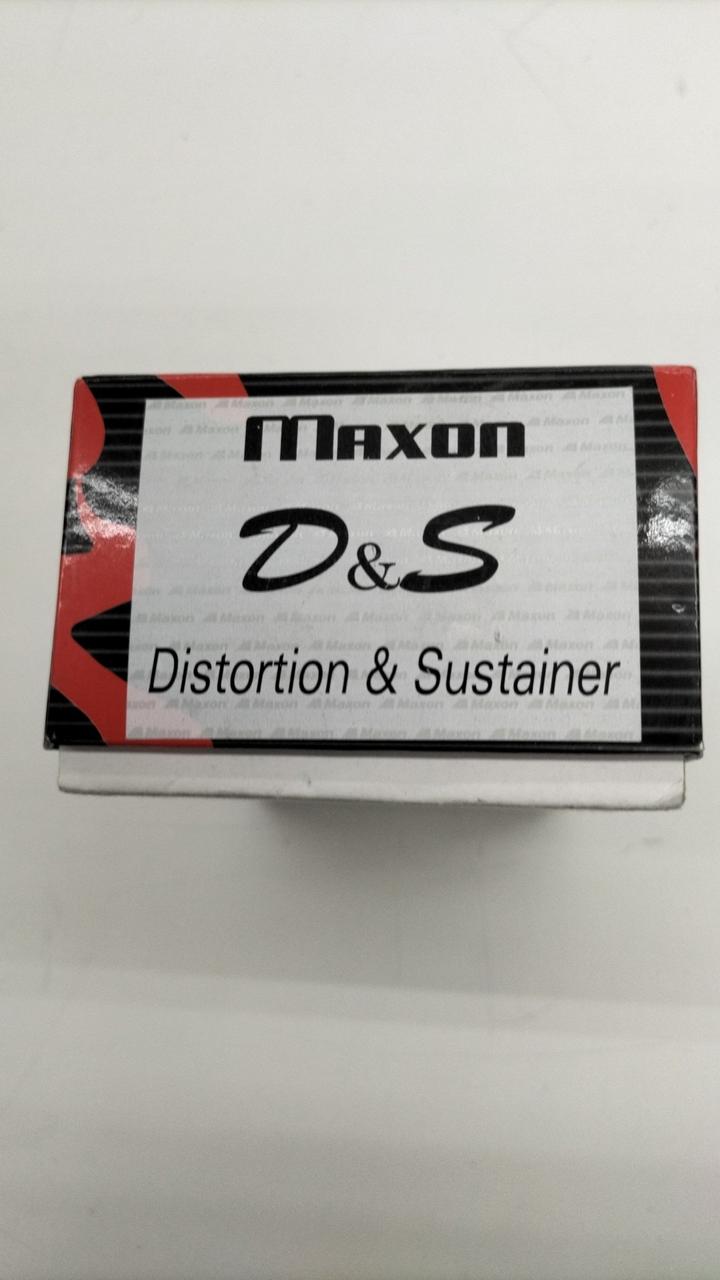 Maxon
D&S
Distortion & Sustainer